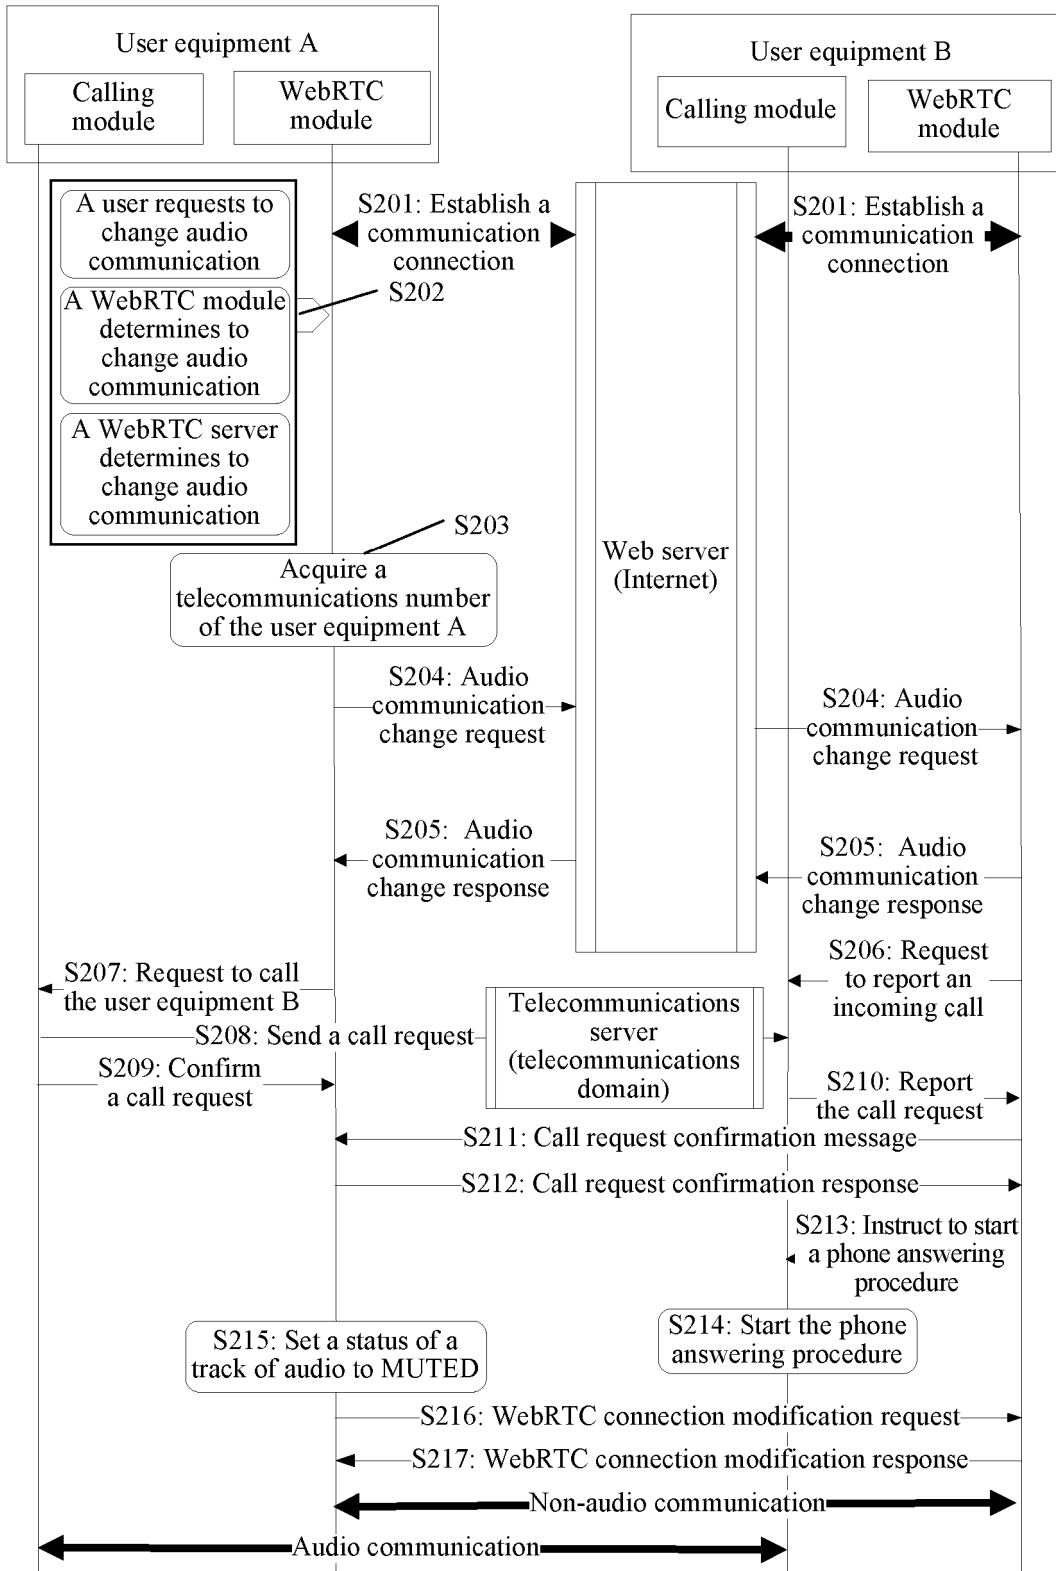 User equipment A
Calling
module
WebRTC
module
User equipment B
Calling module
WebRTC
module
A user requests to
change audio
communication
S201: Establish a
communication
connection
S201: Establish a
communication
connection
S202
A WebRTC module
determines to
change audio
communication
A WebRTC server
determines to
change audio
communication
S203
Web server
(Internet)
Acquire a
telecommunications number
of the user equipment A
S204: Audio
communication
change request
S204: Audio
communication
change request
S205: Audio
communication
change response
S205: Audio
communication
change response
S206: Request
to report an
incoming call
S207: Request to call
the user equipment B
Telecommunications
server
(telecommunications
domain)
S208: Send a call request
S209: Confirm
a call request
S210: Report
the call request
S211: Call request confirmation message
S212: Call request confirmation response
S213: Instruct to start
a phone answering
procedure
S214: Start the phone
answering procedure
S215: Set a status of a
track of audio to MUTED
S216: WebRTC connection modification request
S217: WebRTC connection modification response
Non-audio communication
Audio communication